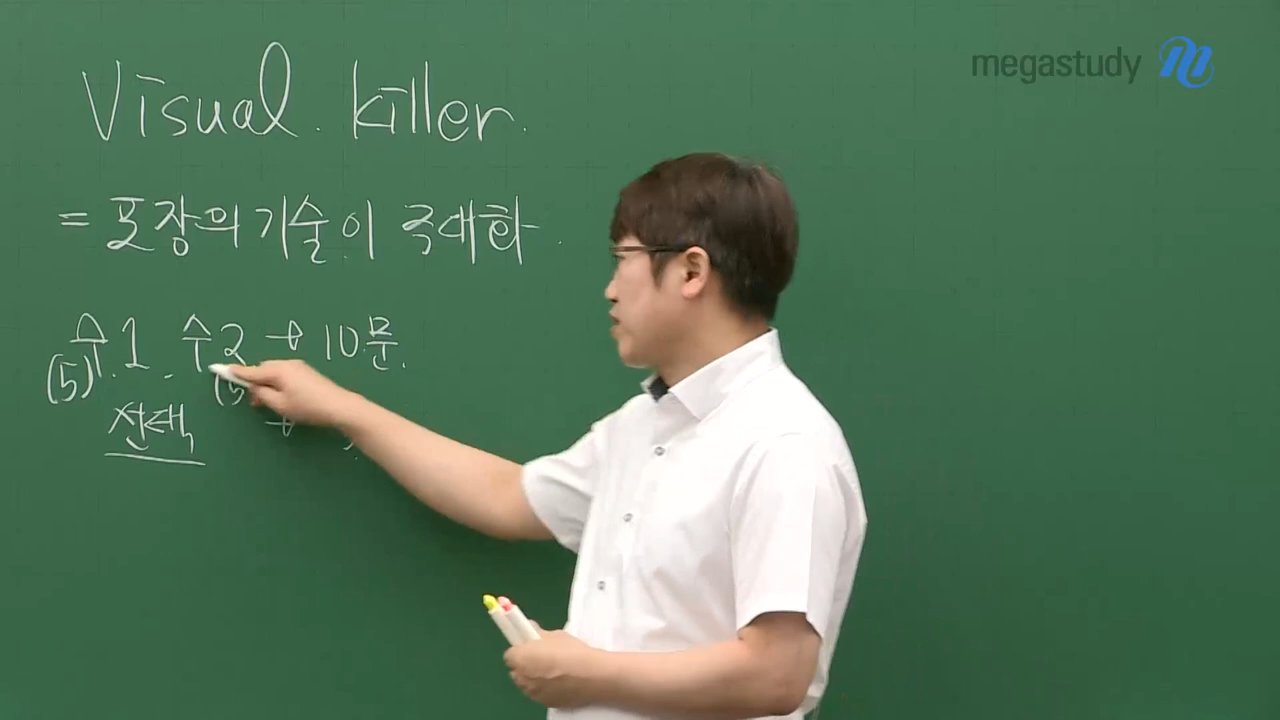 megastudy
Visual. killer.
= 포장의 기술이 극대화.
수1. 수2 → 10문.
(5) (5
선택 →